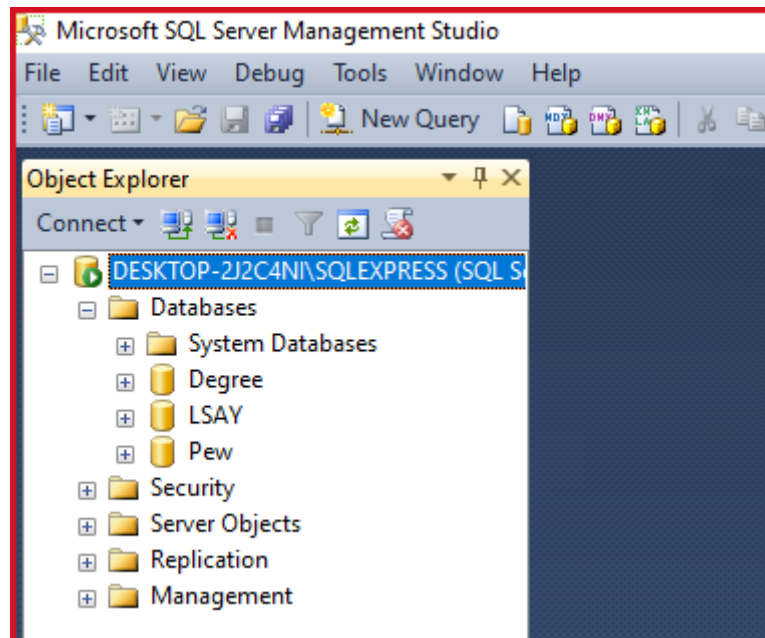 Microsoft SQL Server Management Studio
File Edit View Debug Tools Window Help
New Query
Object Explorer
Connect
DESKTOP-2J2C4NI\SQLEXPRESS (SQL Se
Databases
System Databases
Degree
LSAY
Pew
Security
Server Objects
Replication
Management